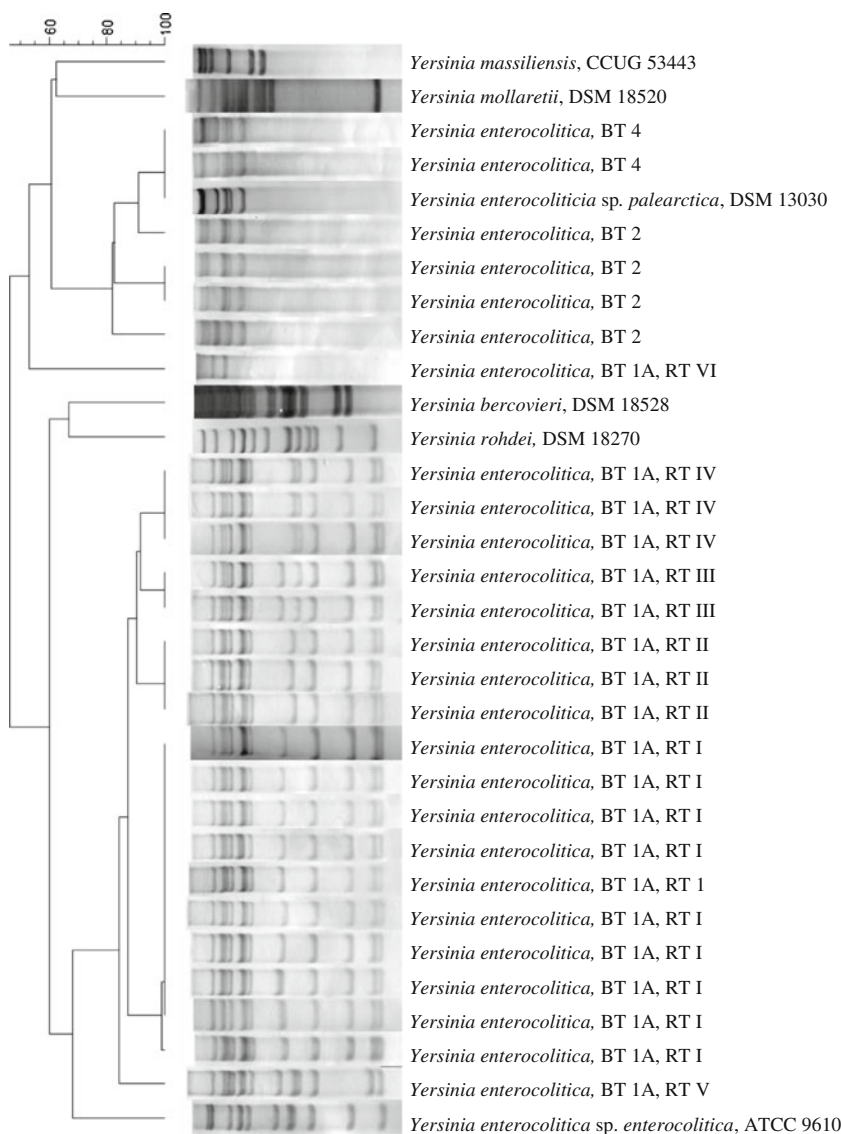 60
80
100
Yersinia massiliensis, CCUG 53443
Yersinia mollaretii, DSM 18520
Yersinia enterocolitica, BT 4
Yersinia enterocolitica, BT 4
Yersinia enterocoliticia sp. palearctica, DSM 13030
Yersinia enterocolitica, BT 2
Yersinia enterocolitica, BT 2
Yersinia enterocolitica, BT 2
Yersinia enterocolitica, BT 2
Yersinia enterocolitica, BT 1A, RT VI
Yersinia bercovieri, DSM 18528
Yersinia rohdei, DSM 18270
Yersinia enterocolitica, BT 1A, RT IV
Yersinia enterocolitica, BT 1A, RT IV
Yersinia enterocolitica, BT 1A, RT IV
Yersinia enterocolitica, BT 1A, RT III
Yersinia enterocolitica, BT 1A, RT III
Yersinia enterocolitica, BT 1A, RT II
Yersinia enterocolitica, BT 1A, RT II
Yersinia enterocolitica, BT 1A, RT II
Yersinia enterocolitica, BT 1A, RT I
Yersinia enterocolitica, BT 1A, RT I
Yersinia enterocolitica, BT 1A, RT I
Yersinia enterocolitica, BT 1A, RT I
Yersinia enterocolitica, BT 1A, RT 1
Yersinia enterocolitica, BT 1A, RT I
Yersinia enterocolitica, BT 1A, RT I
Yersinia enterocolitica, BT 1A, RT I
Yersinia enterocolitica, BT 1A, RT I
Yersinia enterocolitica, BT 1A, RT I
Yersinia enterocolitica, BT 1A, RT V
Yersinia enterocolitica sp. enterocolitica, ATCC 9610